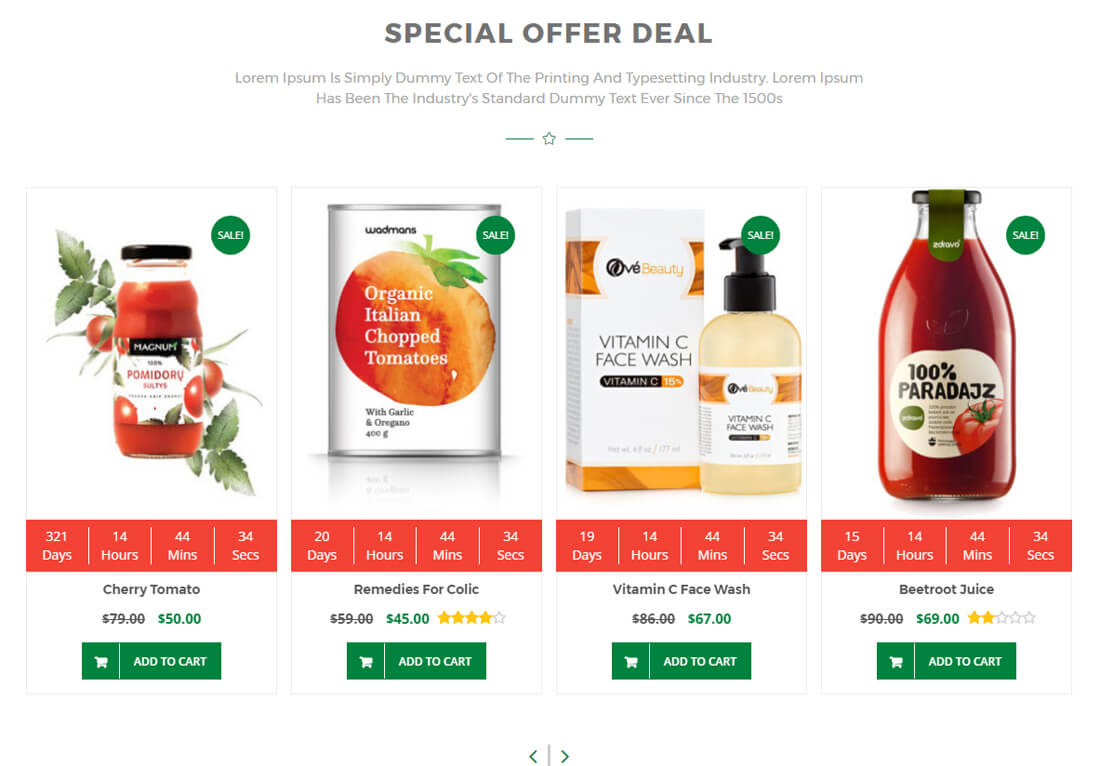 SPECIAL OFFER DEAL
Lorem Ipsum Is Simply Dummy Text Of The Printing And Typesetting Industry. Lorem Ipsum
Has Been The Industry's Standard Dummy Text Ever Since The 1500s
SALE!
MAGNUM
100%
POMIDORŲ
SULTYS
321 Days
14 Hours
44 Mins
34 Secs
Cherry Tomato
$79.00 $50.00
ADD TO CART
SALE!
wadmans
Organic
Italian
Chopped
Tomatoes
With Garlic
& Oregano
400 g
20 Days
14 Hours
44 Mins
34 Secs
Remedies For Colic
$59.00 $45.00
ADD TO CART
SALE!
Ové Beauty
VITAMIN C
FACE WASH
VITAMIN C 15%
Net wt. 6 fl oz / 177 ml
Ové Beauty
VITAMIN C
FACE WASH
VITAMIN C
19 Days
14 Hours
44 Mins
34 Secs
Vitamin C Face Wash
$86.00 $67.00
ADD TO CART
SALE!
zdravo
100%
PARADAJZ
zdravo
15 Days
14 Hours
44 Mins
34 Secs
Beetroot Juice
$90.00 $69.00
ADD TO CART